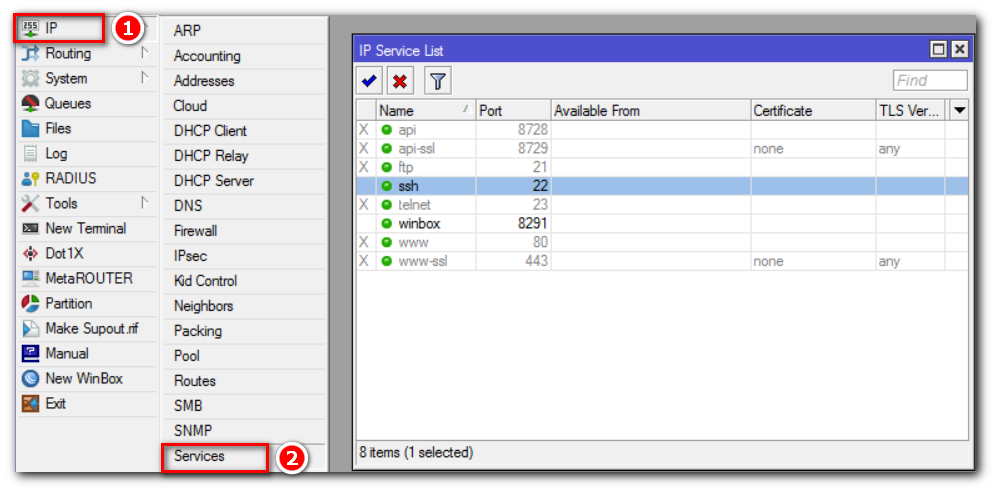 IP
1
Routing
System
Queues
Files
Log
RADIUS
Tools
New Terminal
Dot1X
MetaROUTER
Partition
Make Supout.rif
Manual
New WinBox
Exit
ARP
Accounting
Addresses
Cloud
DHCP Client
DHCP Relay
DHCP Server
DNS
Firewall
IPsec
Kid Control
Neighbors
Packing
Pool
Routes
SMB
SNMP
Services
2
IP Service List
Find
Name Port Available From Certificate TLS Ver...
X api 8728
X api-ssl 8729 none any
X ftp 21
ssh 22
X telnet 23
winbox 8291
X www 80
X www-ssl 443 none any
8 items (1 selected)